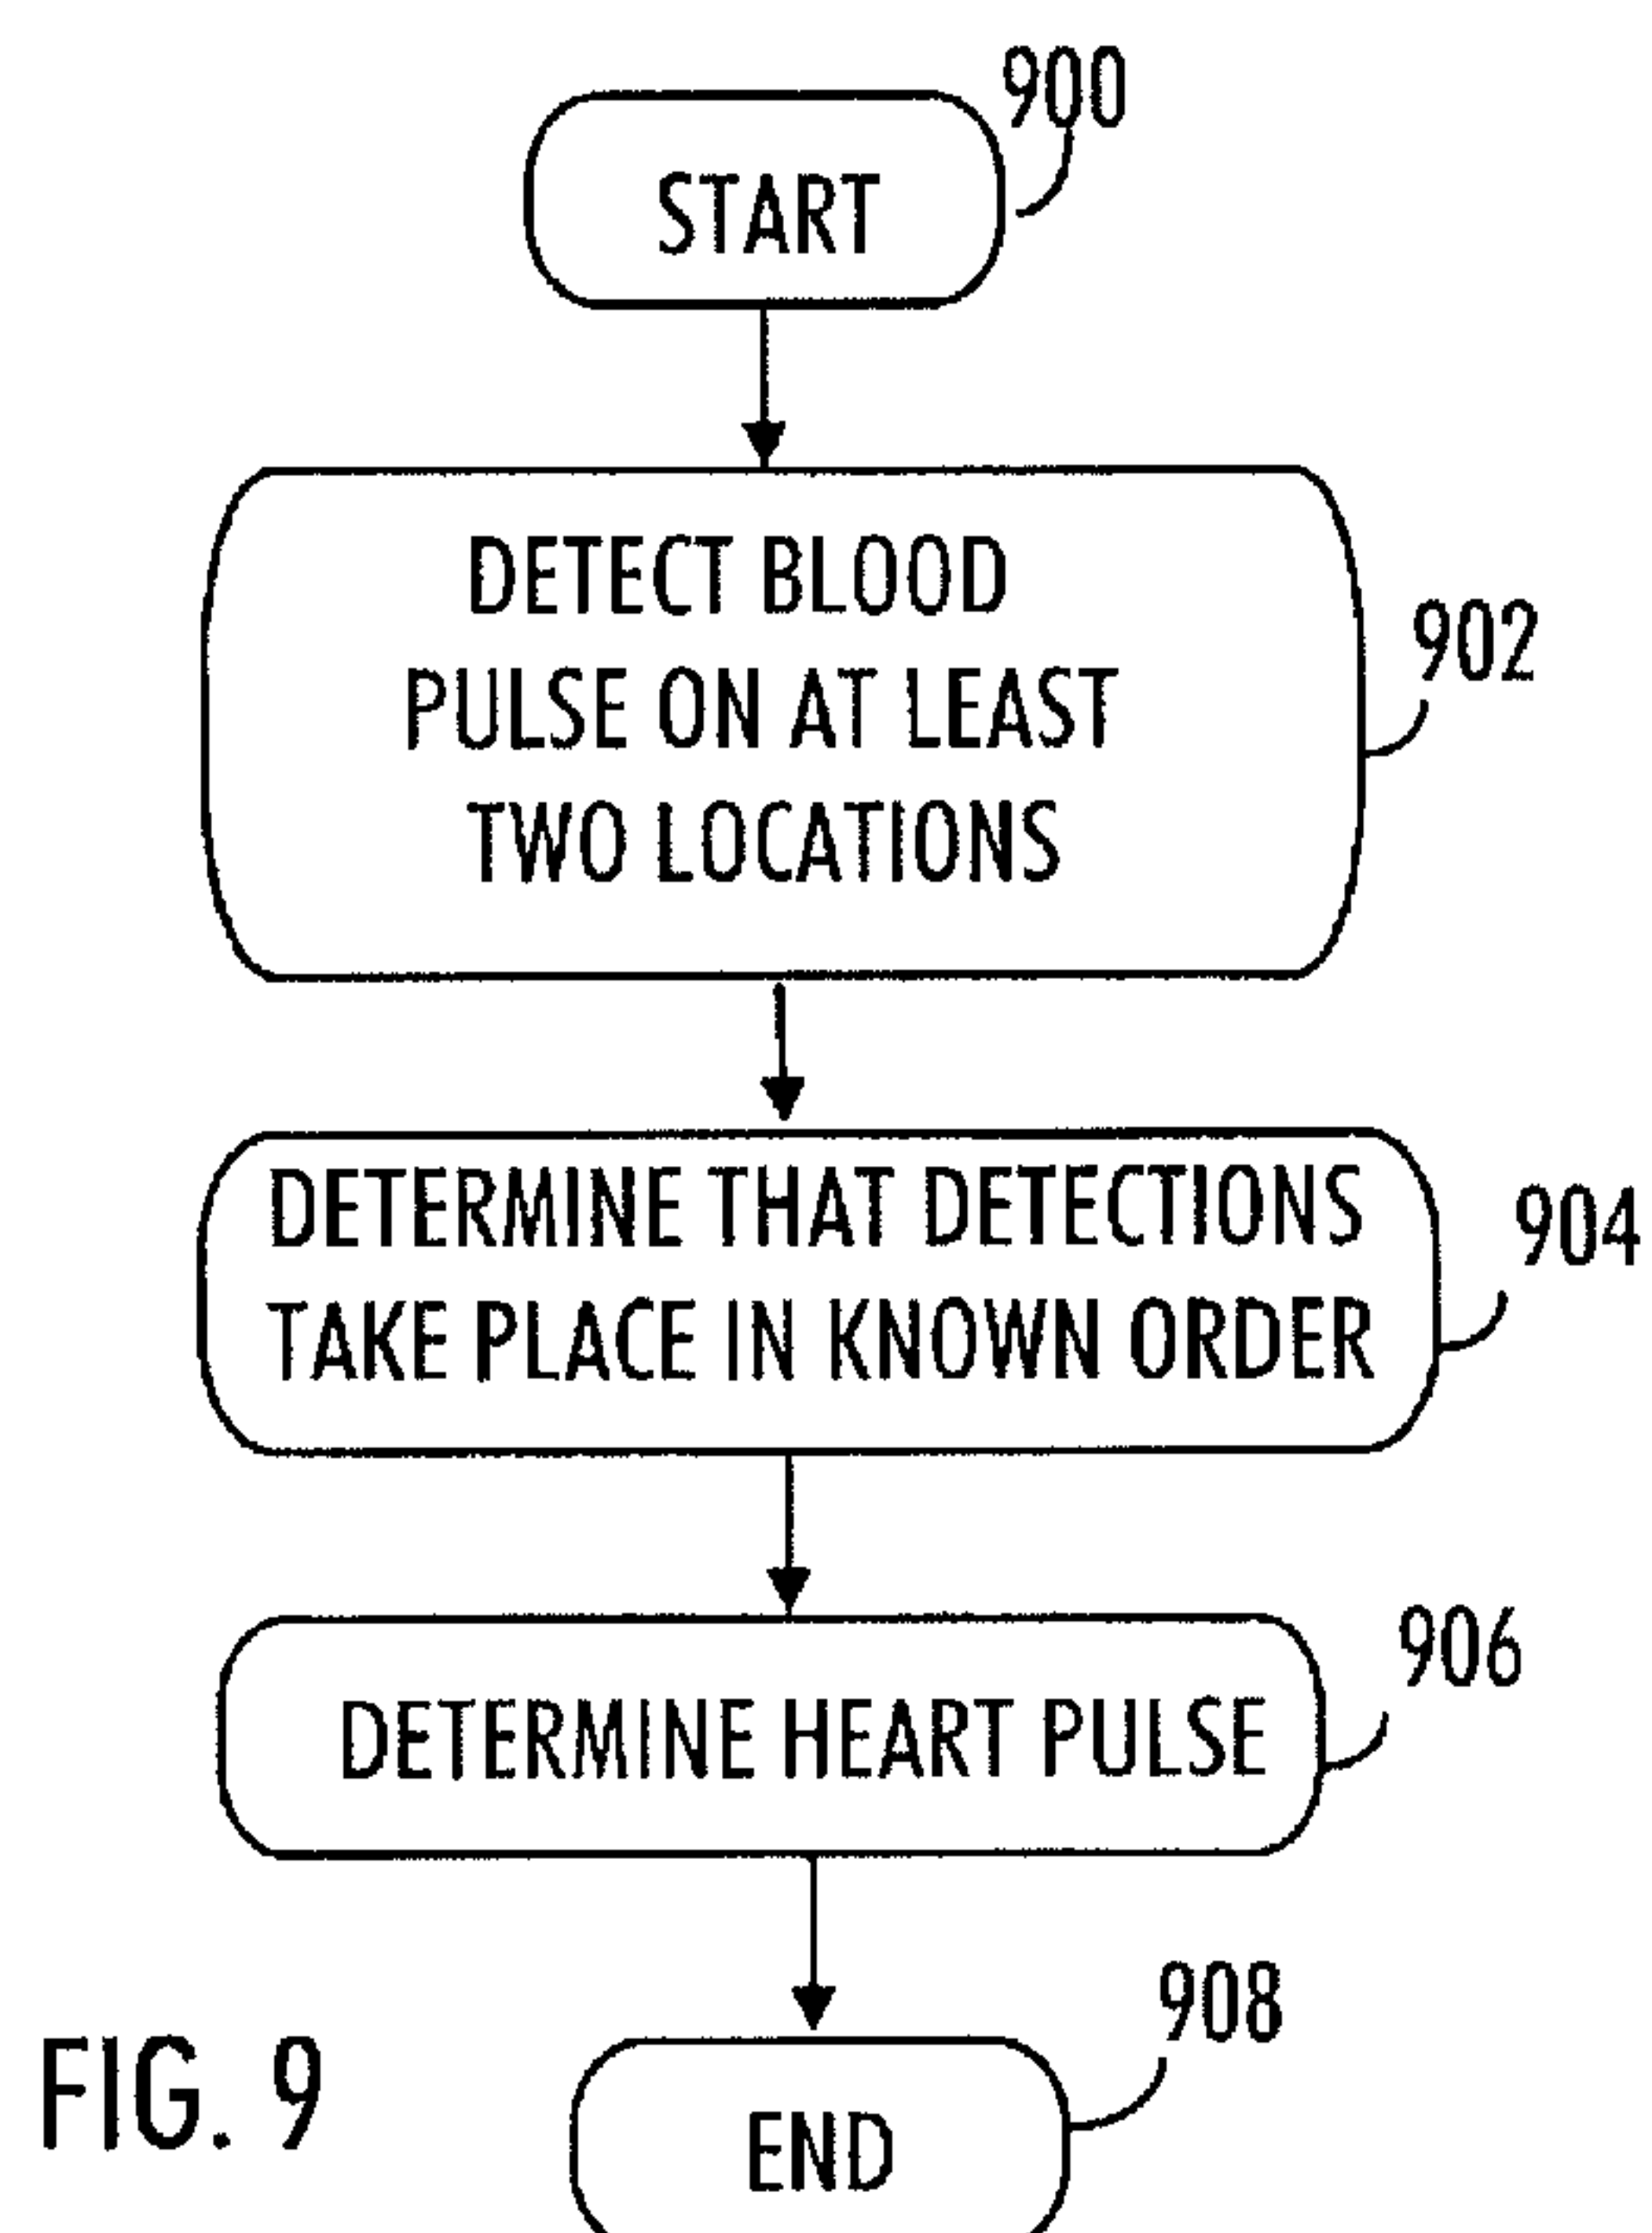 900
START
DETECT BLOOD
PULSE ON AT LEAST
TWO LOCATIONS
902
DETERMINE THAT DETECTIONS
TAKE PLACE IN KNOWN ORDER
904
DETERMINE HEART PULSE
906
END
908
FIG. 9